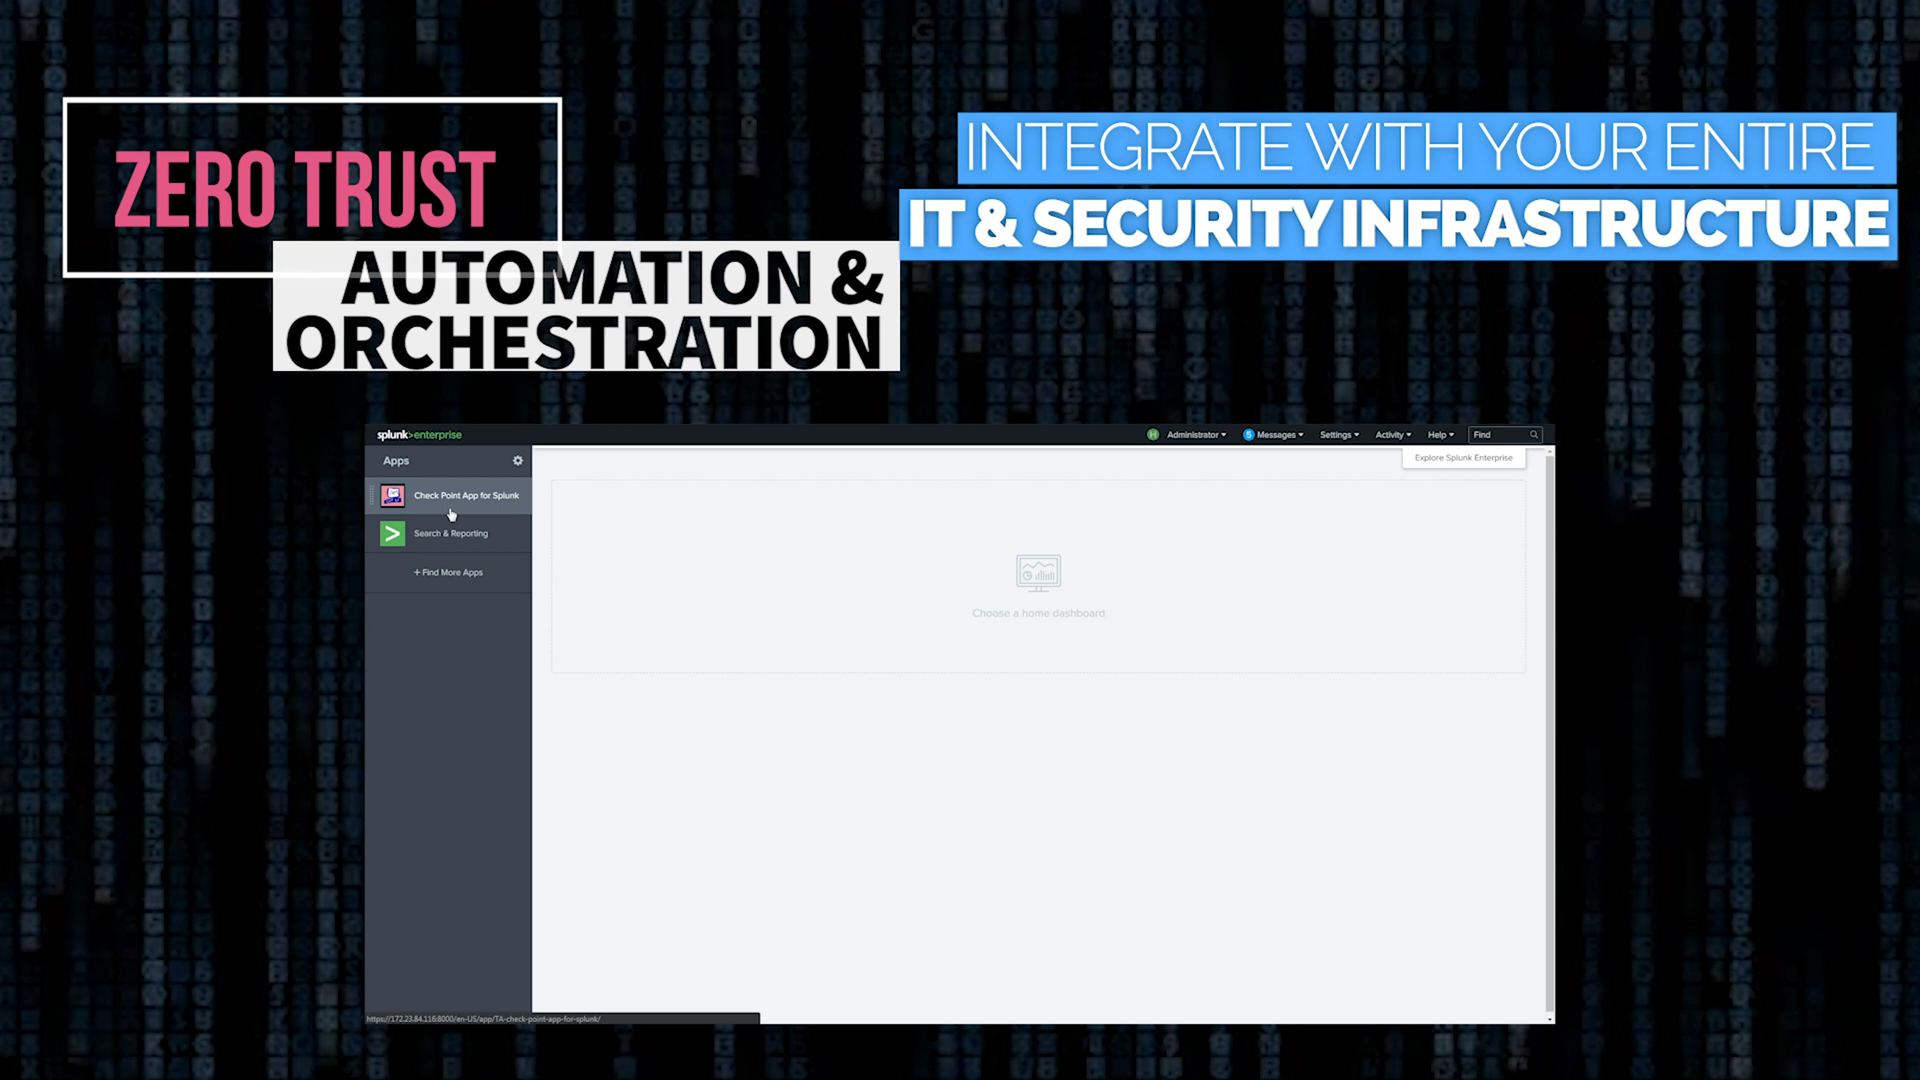 ZERO TRUST
AUTOMATION &
ORCHESTRATION
INTEGRATE WITH YOUR ENTIRE
IT & SECURITY INFRASTRUCTURE
splunk>enterprise
H Administrator 5 Messages Settings Activity Help Find
Apps
Explore Splunk Enterprise
Check Point App for Splunk
Search & Reporting
+ Find More Apps
Choose a home dashboard
https://172.23.84.116:8000/en-US/app/TA-check-point-app-for-splunk/